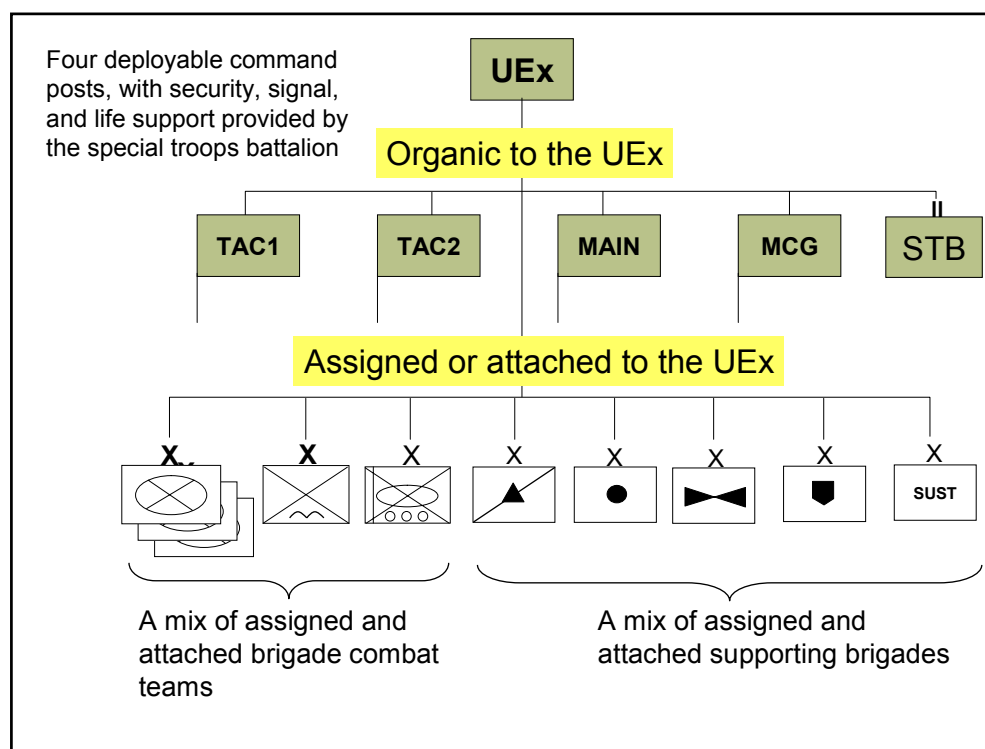 Four deployable command
posts, with security, signal,
and life support provided by
the special troops battalion
UEx
Organic to the UEx
TAC1 TAC2 MAIN MCG STB
Assigned or attached to the UEx
X X X X X X X X X
SUST
A mix of assigned and
attached brigade combat
teams
A mix of assigned and
attached supporting brigades